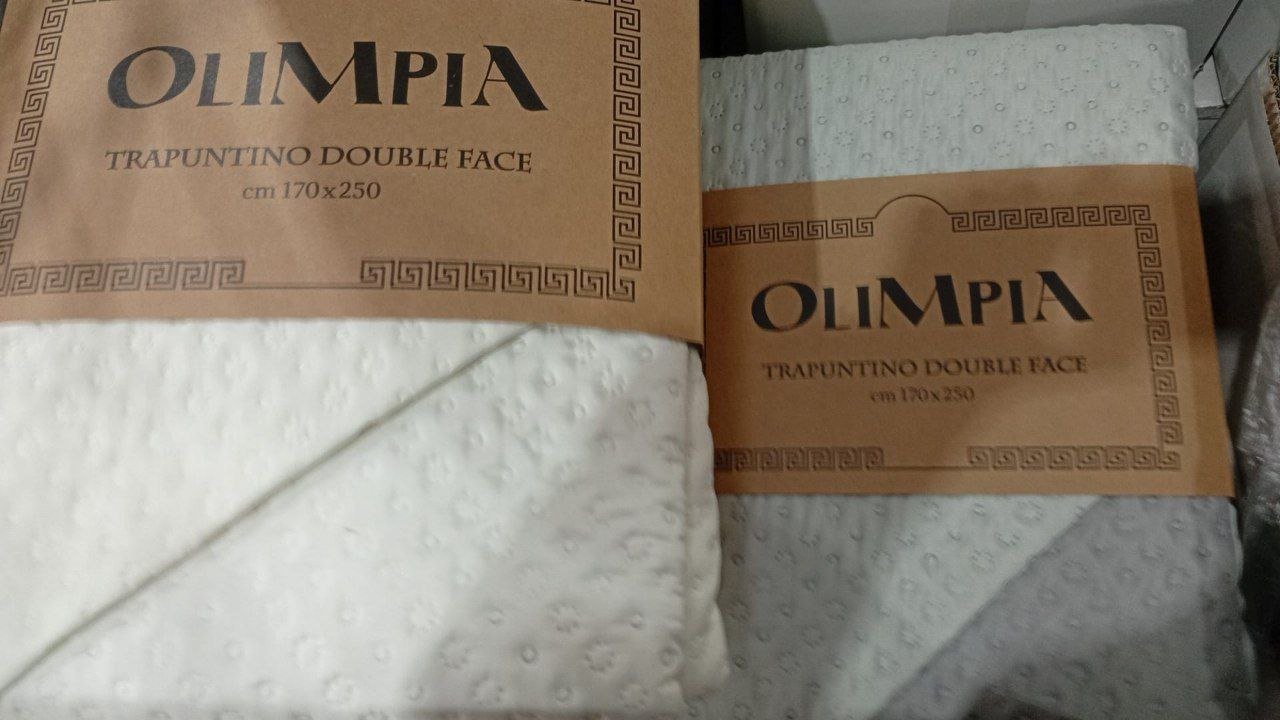 OLIMPIA
TRAPUNTINO DOUBLE FACE
cm 170x250
OLIMPIA
TRAPUNTINO DOUBLE FACE
cm 170x250